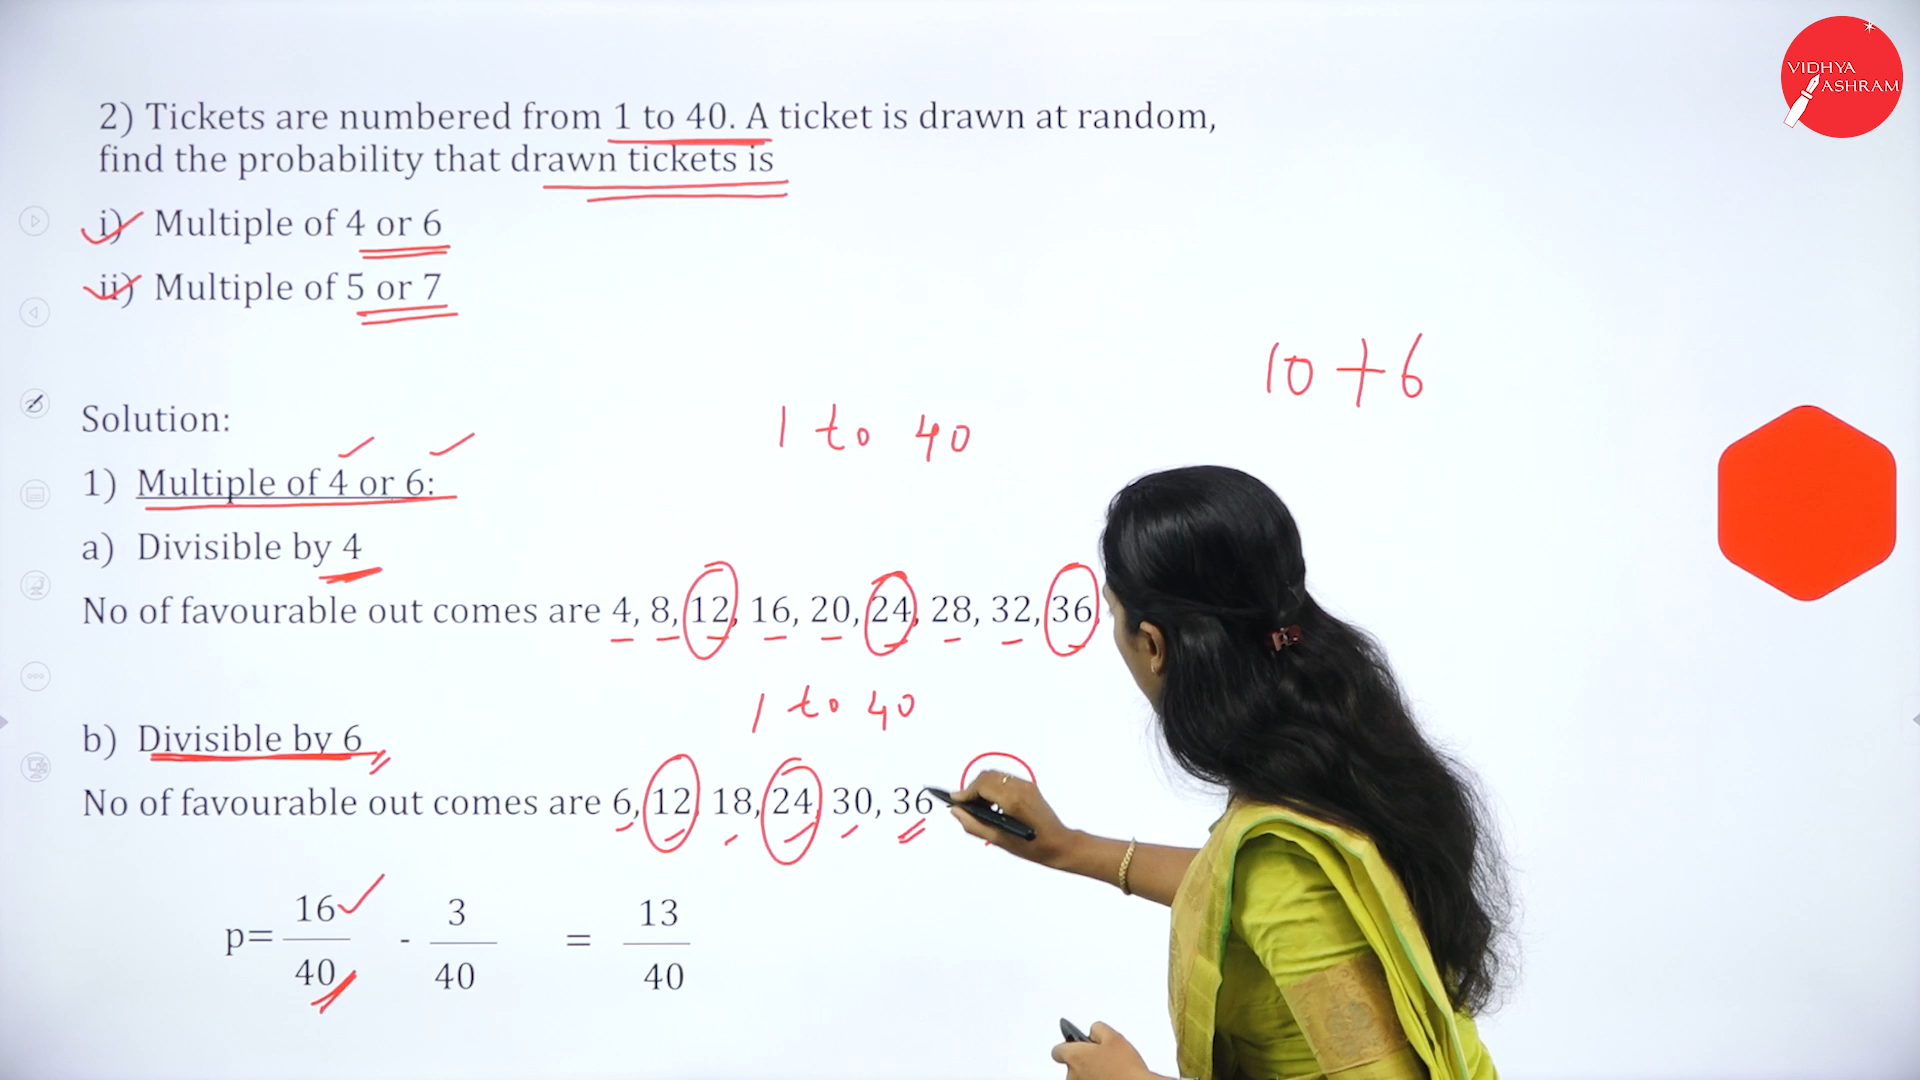 VIDHYA
ASHRAM
2) Tickets are numbered from 1 to 40. A ticket is drawn at random,
find the probability that drawn tickets is
i) Multiple of 4 or 6
ii) Multiple of 5 or 7
10 + 6
Solution:
1 to 40
1) Multiple of 4 or 6:
a) Divisible by 4
No of favourable out comes are 4, 8, 12, 16, 20, 24, 28, 32, 36,
1 to 40
b) Divisible by 6
No of favourable out comes are 6, 12, 18, 24, 30, 36
p= 16/40 - 3/40 = 13/40